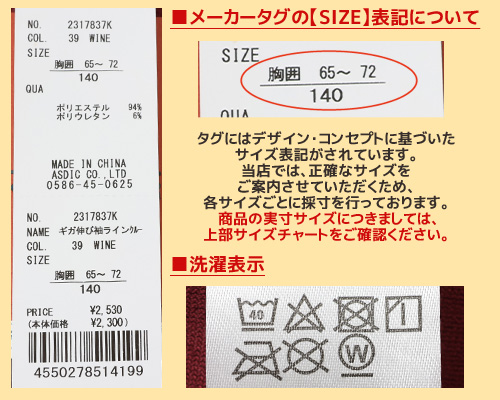 NO. 2317837K
COL. 39 WINE
SIZE
胸囲 65～ 72
140
QUA
ポリエステル 94%
ポリウレタン 6%
MADE IN CHINA
ASDIC CO.,LTD
0586-45-0625
NO. 2317837K
NAME ギガ伸び袖ラインクルー
COL. 39 WINE
SIZE
胸囲 65～ 72
140
PRICE ¥2,530
(本体価格 ¥2,300)
4550278514199
■メーカータグの【SIZE】表記について
SIZE
胸囲 65～ 72
140
QUA
タグにはデザイン・コンセプトに基づいた
サイズ表記がされています。
当店では、正確なサイズを
ご案内させていただくため、
各サイズごとに採寸を行っております。
商品の実寸サイズにつきましては、
上部サイズチャートをご確認ください。
■洗濯表示
40
1
W